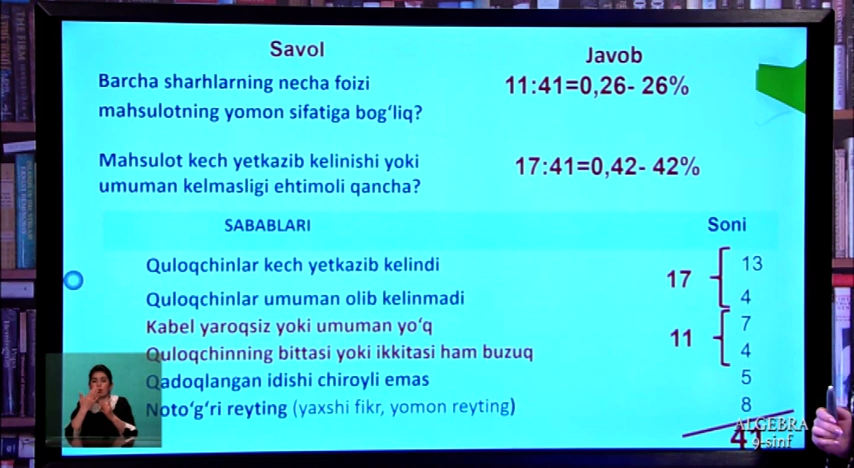 Savol
Javob
Barcha sharhlarning necha foizi
mahsulotning yomon sifatiga bog‘liq?
11:41=0,26- 26%
Mahsulot kech yetkazib kelinishi yoki
umuman kelmasligi ehtimoli qancha?
17:41=0,42- 42%
SABABLARI
Soni
Quloqchinlar kech yetkazib kelindi
13
17
Quloqchinlar umuman olib kelinmadi
4
Kabel yaroqsiz yoki umuman yo‘q
7
11
Quloqchinning bittasi yoki ikkitasi ham buzuq
4
Qadoqlangan idishi chiroyli emas
5
Noto‘g‘ri reyting (yaxshi fikr, yomon reyting)
8
41
ALGEBRA
9-sinf
THE FIRM